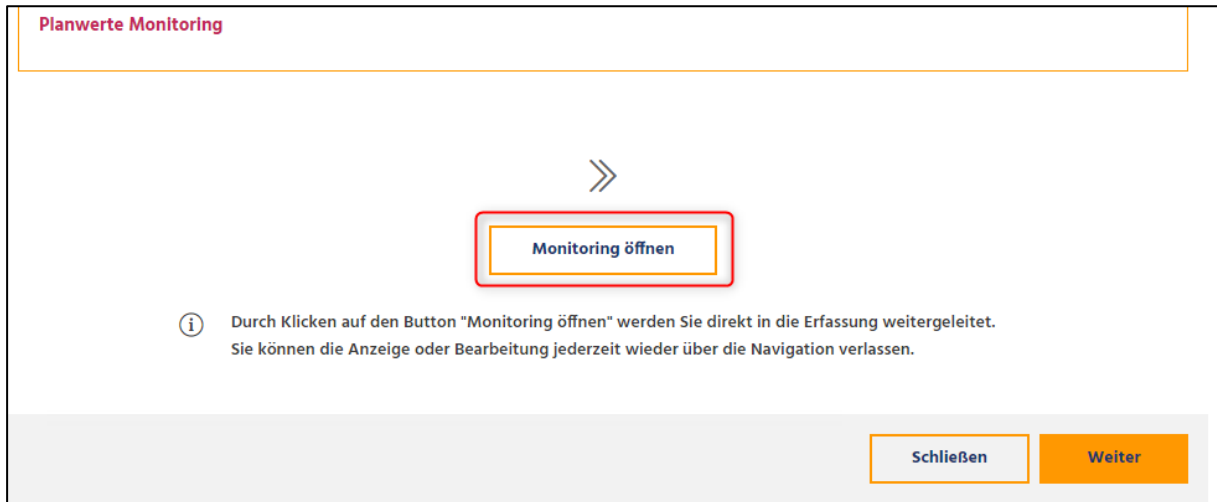 Planwerte Monitoring
Monitoring öffnen
Durch Klicken auf den Button "Monitoring öffnen" werden Sie direkt in die Erfassung weitergeleitet.
Sie können die Anzeige oder Bearbeitung jederzeit wieder über die Navigation verlassen.
Schließen
Weiter